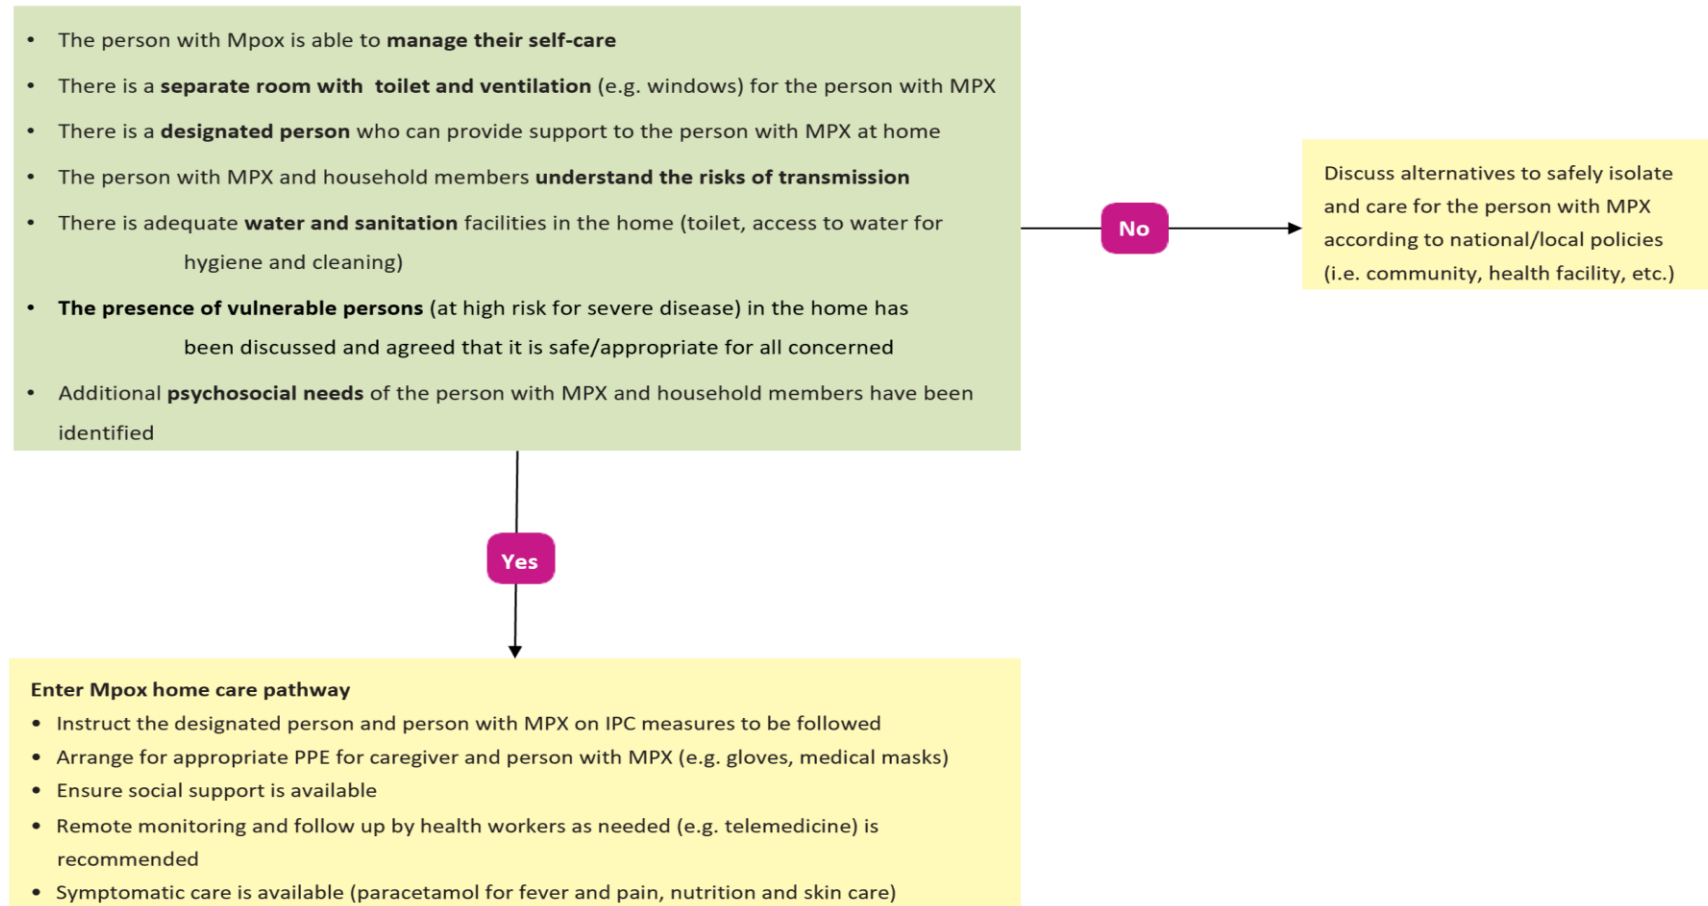 • The person with Mpox is able to manage their self-care
• There is a separate room with toilet and ventilation (e.g. windows) for the person with MPX
• There is a designated person who can provide support to the person with MPX at home
• The person with MPX and household members understand the risks of transmission
• There is adequate water and sanitation facilities in the home (toilet, access to water for
hygiene and cleaning)
• The presence of vulnerable persons (at high risk for severe disease) in the home has
been discussed and agreed that it is safe/appropriate for all concerned
• Additional psychosocial needs of the person with MPX and household members have been
identified
No
Discuss alternatives to safely isolate
and care for the person with MPX
according to national/local policies
(i.e. community, health facility, etc.)
Yes
Enter Mpox home care pathway
• Instruct the designated person and person with MPX on IPC measures to be followed
• Arrange for appropriate PPE for caregiver and person with MPX (e.g. gloves, medical masks)
• Ensure social support is available
• Remote monitoring and follow up by health workers as needed (e.g. telemedicine) is
recommended
• Symptomatic care is available (paracetamol for fever and pain, nutrition and skin care)